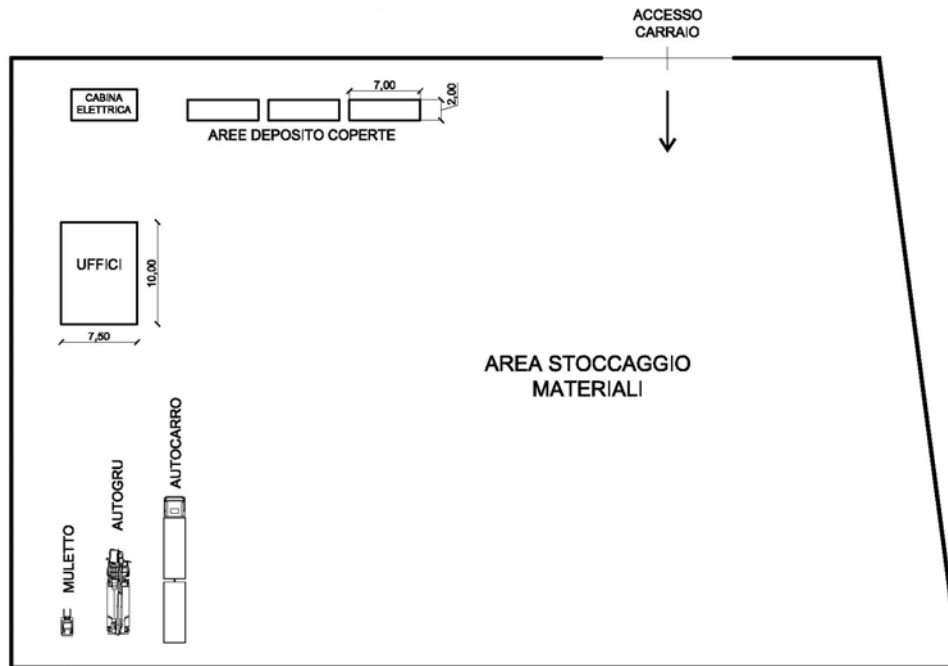 ACCESSO
CARRAIO
CABINA
ELETTRICA
7,00
2,00
AREE DEPOSITO COPERTE
UFFICI
10,00
7,50
AREA STOCCAGGIO
MATERIALI
MULETTO
AUTOGRU
AUTOCARRO